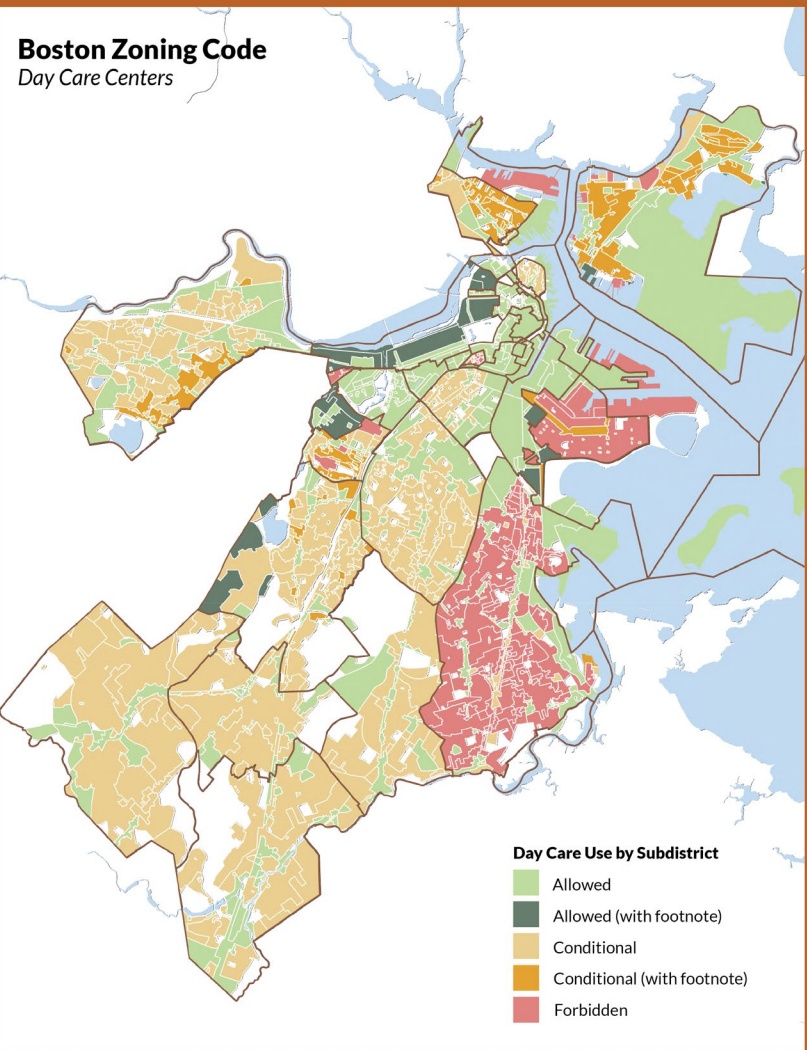 Boston Zoning Code
Day Care Centers
Day Care Use by Subdistrict
Allowed
Allowed (with footnote)
Conditional
Conditional (with footnote)
Forbidden